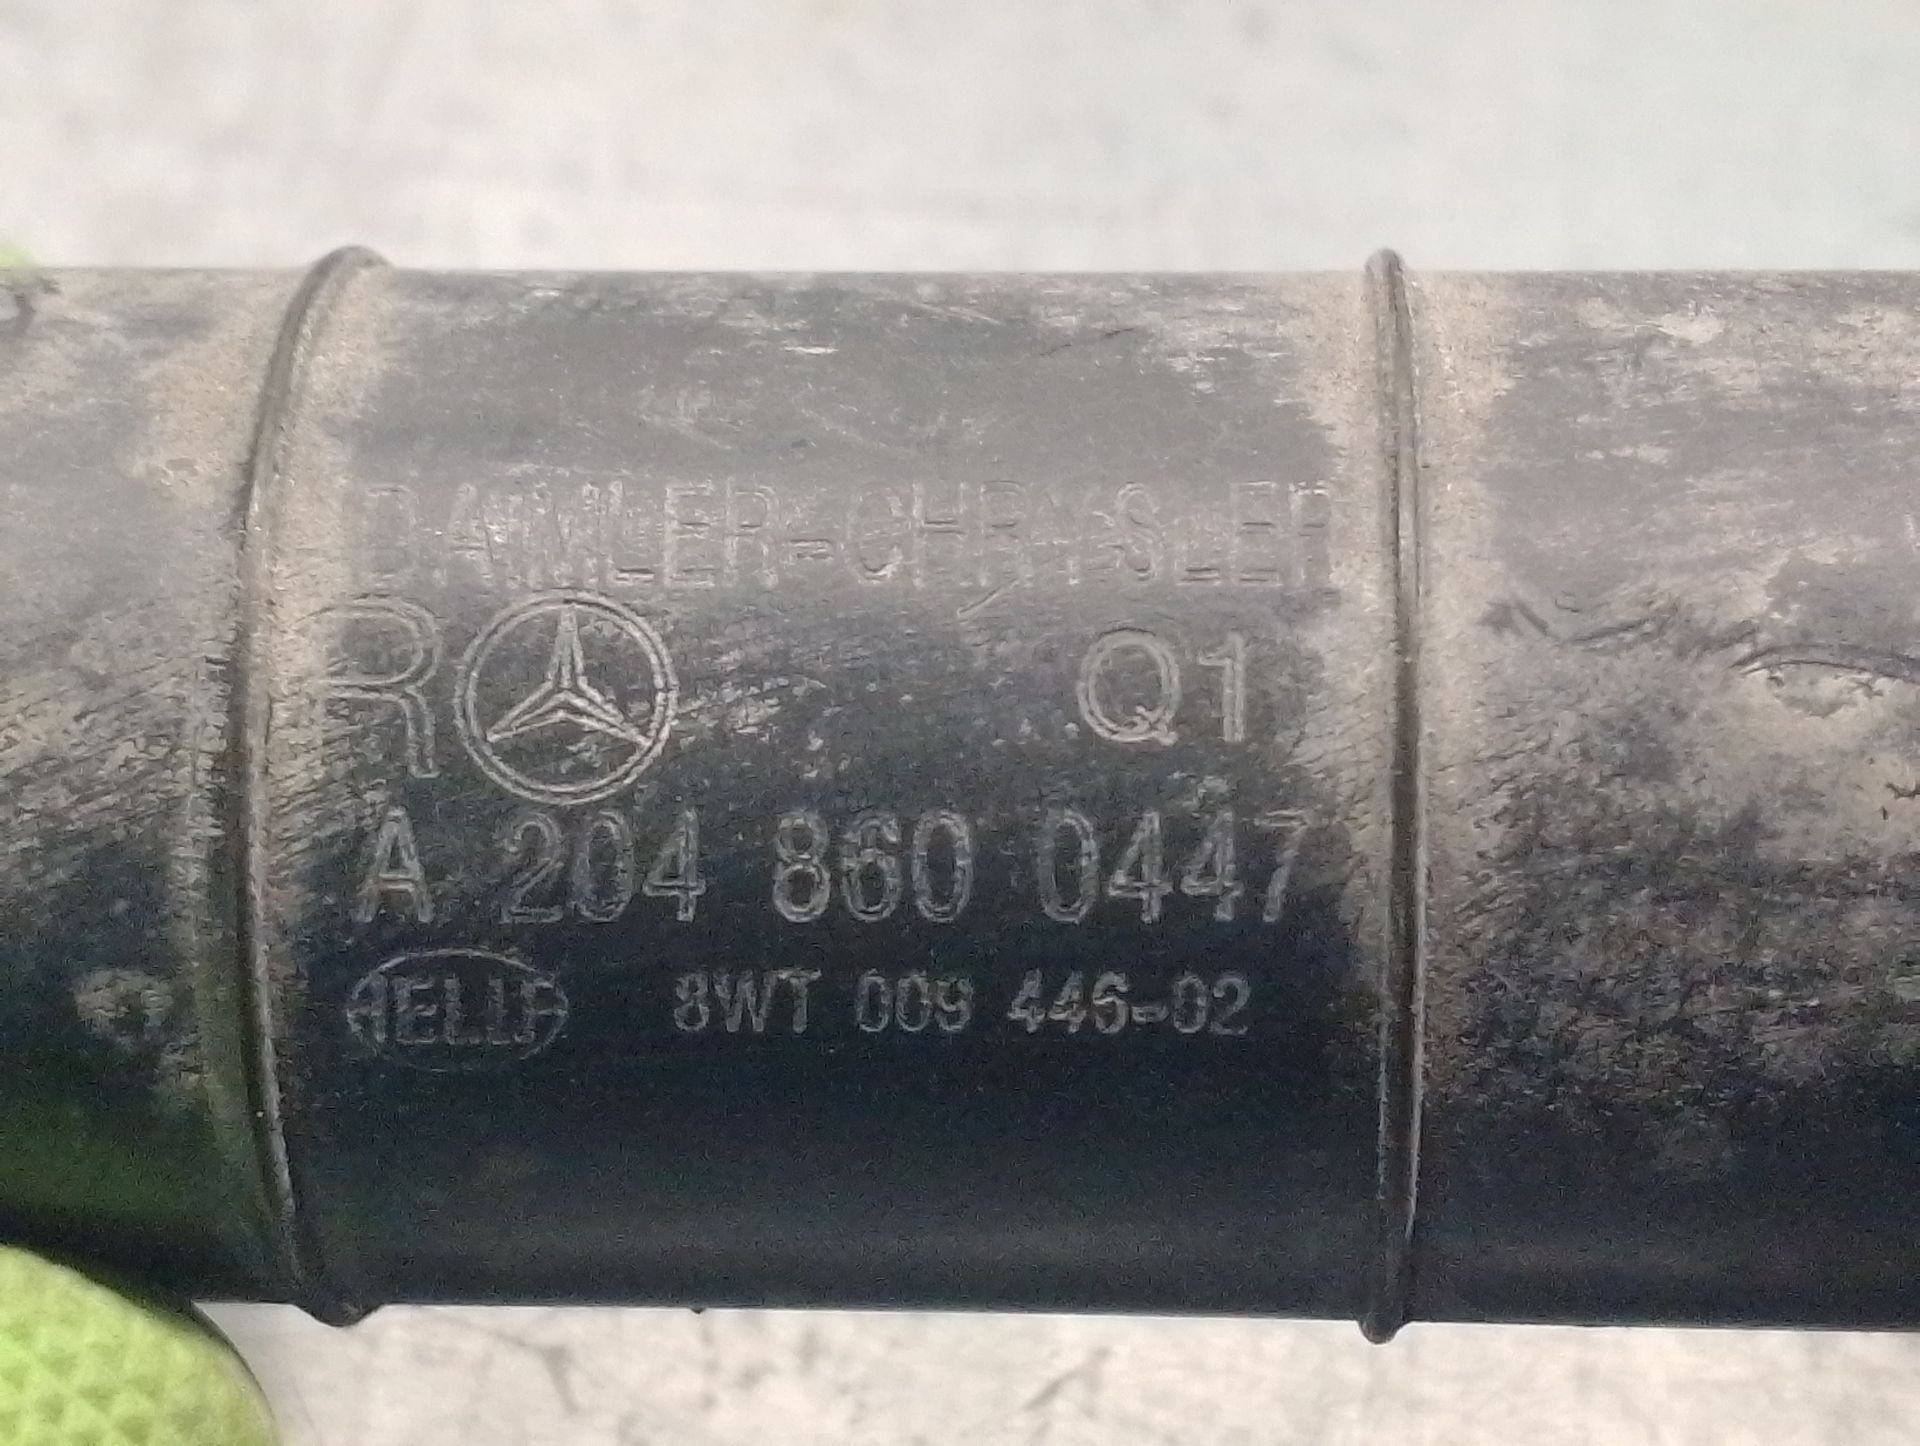 DAIMLER-CHRYSLER
R Q1
A 204 860 0447
HELLA 8WT 009 446-02